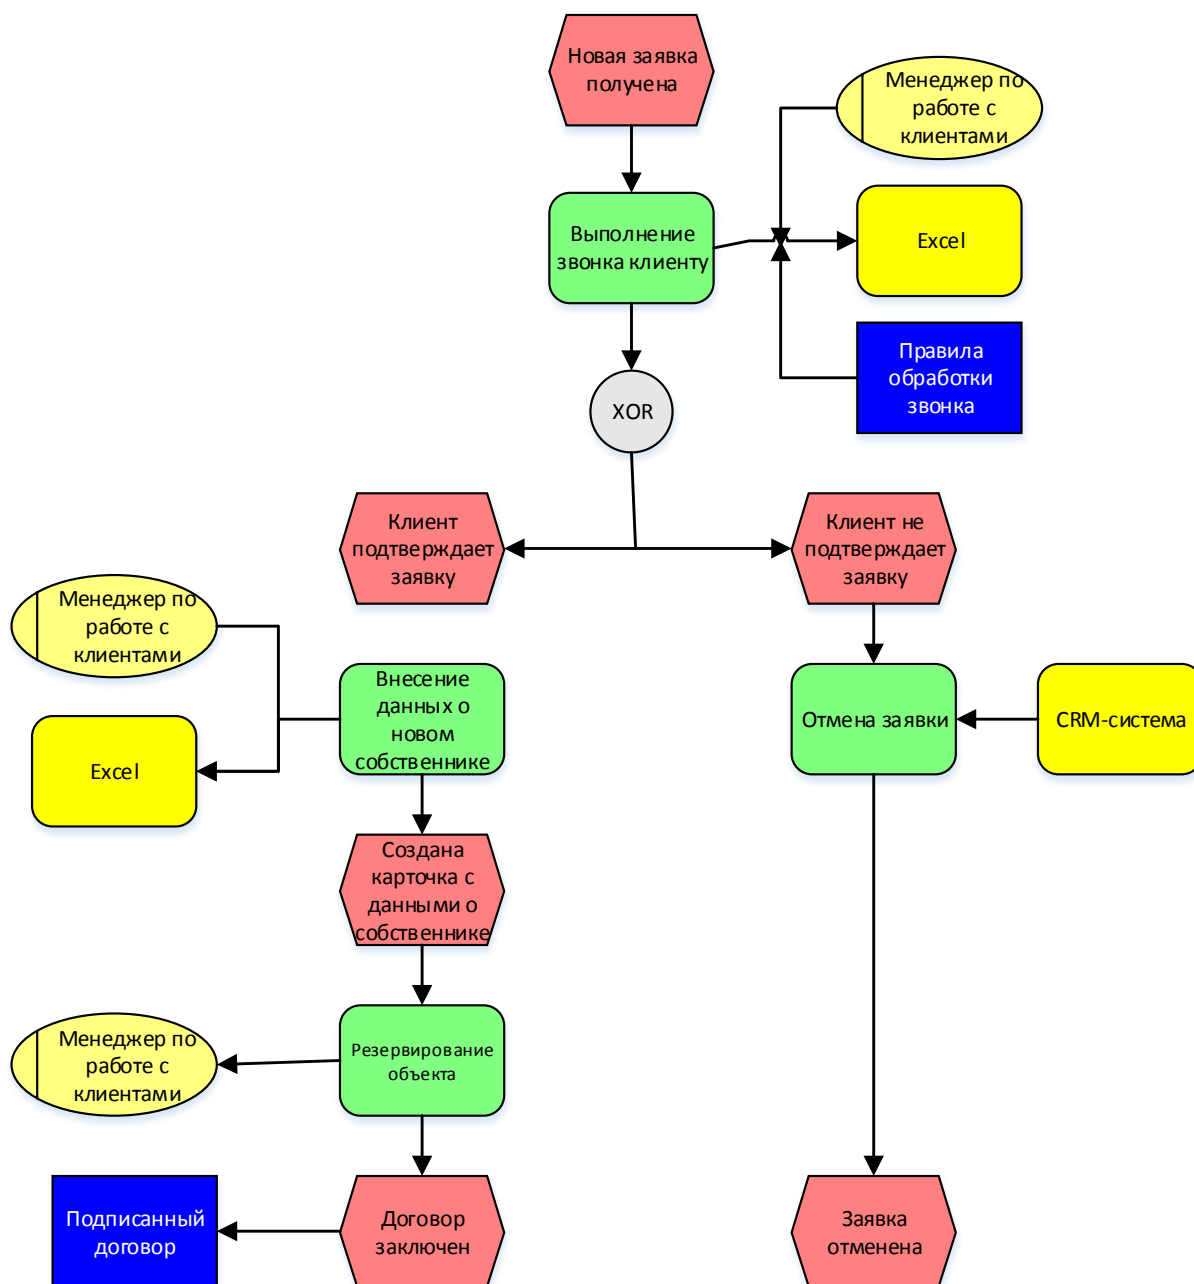 Новая заявка
получена
Менеджер по
работе с
клиентами
Выполнение
звонка клиенту
Excel
Правила
обработки
звонка
XOR
Клиент
подтверждает
заявку
Клиент не
подтверждает
заявку
Менеджер по
работе с
клиентами
Внесение
данных о
новом
собственнике
Отмена заявки
CRM-система
Excel
Создана
карточка с
данными о
собственнике
Менеджер по
работе с
клиентами
Резервирование
объекта
Подписанный
договор
Договор
заключен
Заявка
отменена